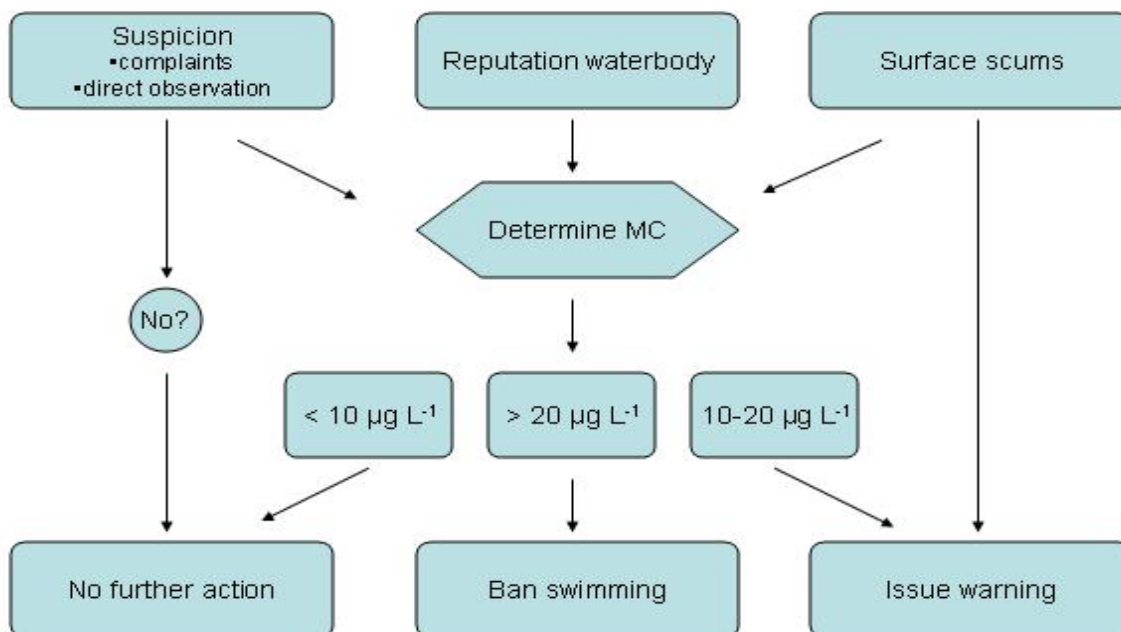 Suspicion
▪complaints
▪direct observation
Reputation waterbody
Surface scums
Determine MC
No?
< 10 µg L⁻¹
> 20 µg L⁻¹
10-20 µg L⁻¹
No further action
Ban swimming
Issue warning